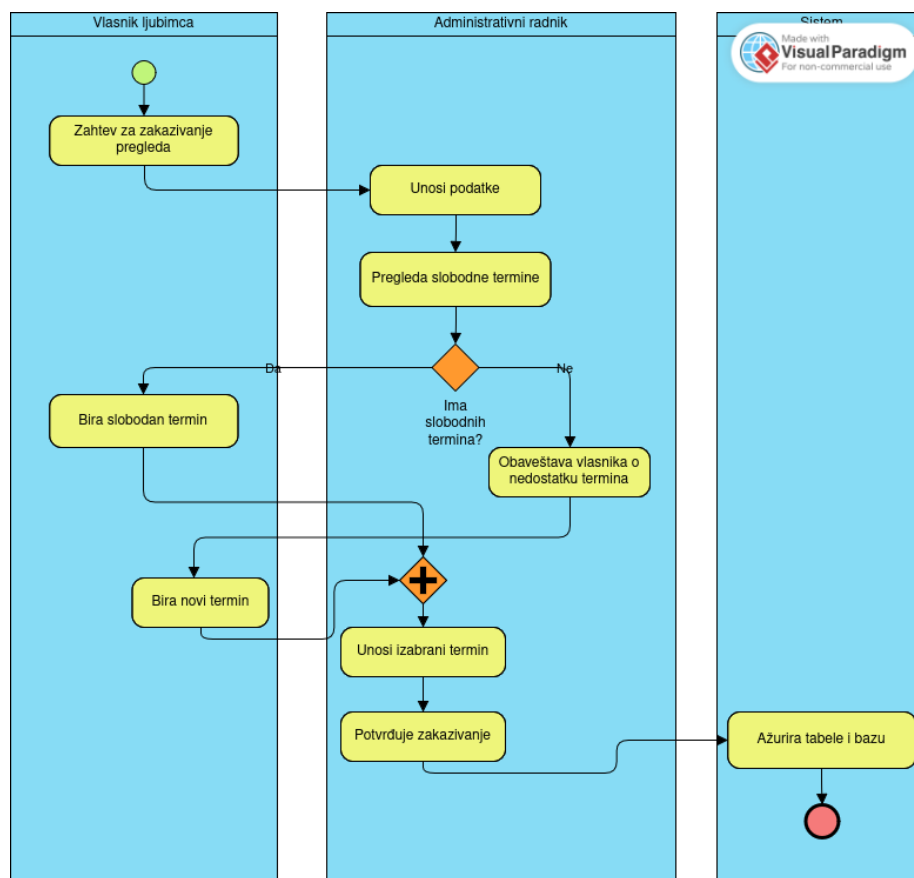 Vlasnik ljubimca
Administrativni radnik
Sistem
Made with
VisualParadigm
For non-commercial use
Zahtev za zakazivanje
pregleda
Unosi podatke
Pregleda slobodne termine
Da
Ne
Ima
slobodnih
termina?
Bira slobodan termin
Obaveštava vlasnika o
nedostatku termina
Bira novi termin
Unosi izabrani termin
Potvrđuje zakazivanje
Ažurira tabele i bazu